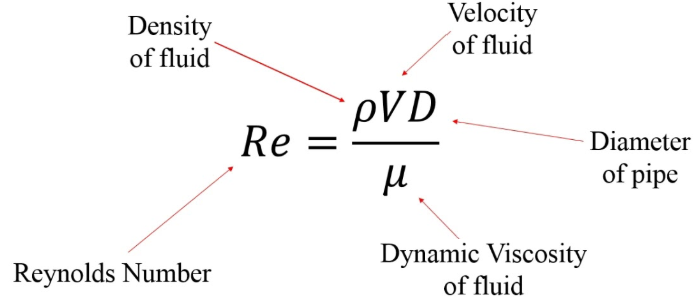 Density
of fluid
Velocity
of fluid
Re = ρVD / μ
Diameter
of pipe
Reynolds Number
Dynamic Viscosity
of fluid